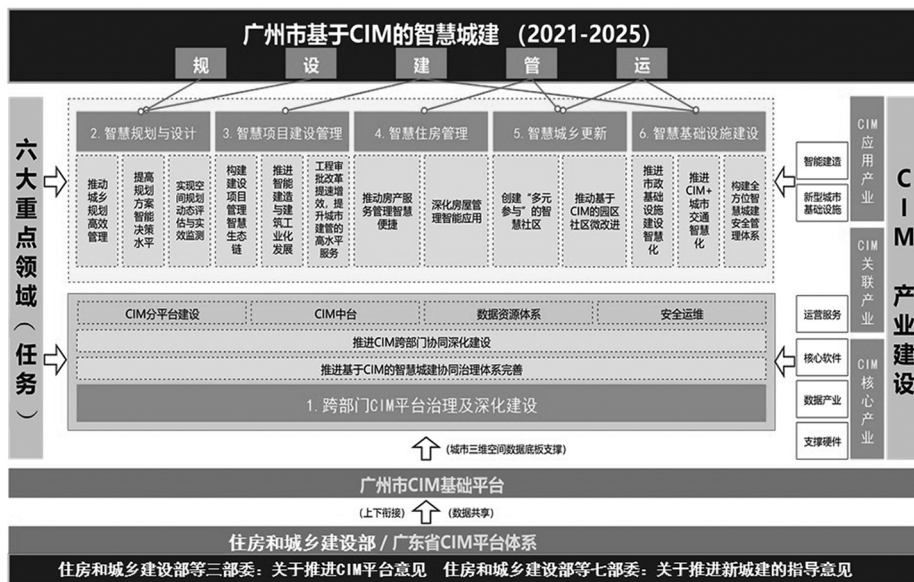 广州市基于CIM的智慧城建 （2021-2025）
规
设
建
管
运
六大重点领域（任务）
2. 智慧规划与设计
推动城乡规划高效管理
提高规划方案智能决策水平
实现空间规划动态评估与实效监测
3. 智慧项目建设管理
构建建设项目管理智慧生态链
推进智能建造与建筑工业化发展
工程审批改革提速增效，提升城市建管的高水平服务
4. 智慧住房管理
推动房产服务管理智慧便捷
深化房屋管理智能应用
5. 智慧城乡更新
创建“多元参与”的智慧社区
推动基于CIM的园区社区微改进
6. 智慧基础设施建设
推进市政基础设施建设智慧化
推进CIM+城市交通智慧化
构建全方位智慧城建安全管理体系
CIM分平台建设
CIM中台
数据资源体系
安全运维
推进CIM跨部门协同深化建设
推进基于CIM的智慧城建协同治理体系完善
1. 跨部门CIM平台治理及深化建设
智能建造
新型城市基础设施
运营服务
核心软件
数据产业
支撑硬件
CIM应用产业
CIM关联产业
CIM核心产业
CIM产业建设
（城市三维空间数据底板支撑）
广州市CIM基础平台
（上下衔接）
（数据共享）
住房和城乡建设部 / 广东省CIM平台体系
住房和城乡建设部等三部委：关于推进CIM平台意见 住房和城乡建设部等七部委：关于推进新城建的指导意见